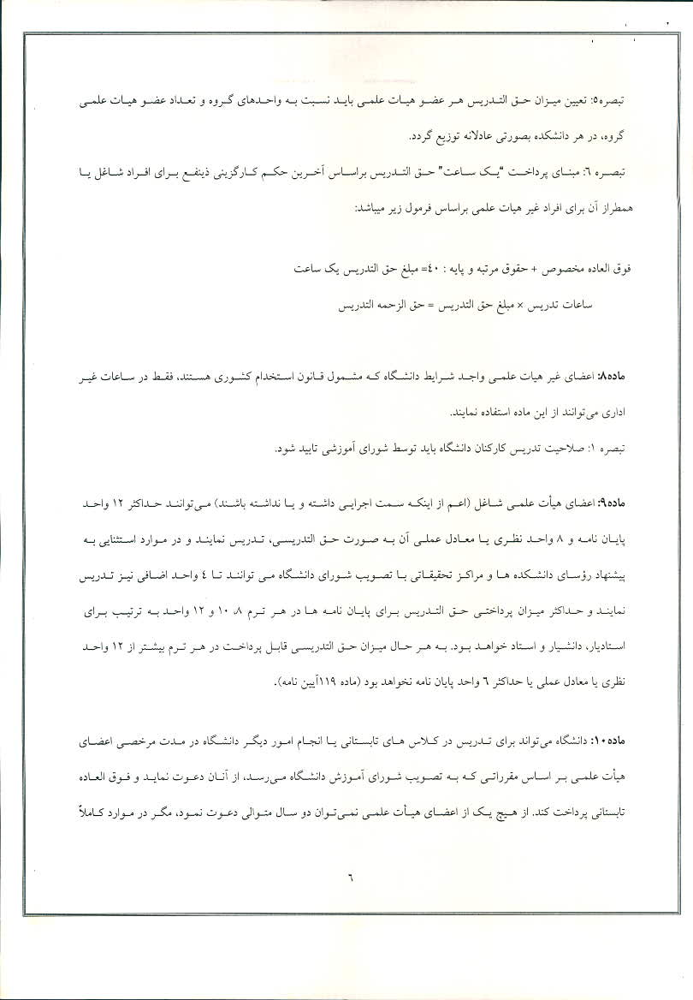 تبصره۵: تعیین میزان حق التدریس هر عضو هیات علمی باید نسبت به واحدهای گروه و تعداد عضو هیات علمی
گروه، در هر دانشکده بصورتی عادلانه توزیع گردد.
تبصره ٦: مبنای پرداخت "یک ساعت" حق التدریس براساس آخرین حکم کارگزینی ذینفع برای افراد شاغل یا
همطراز آن برای افراد غیر هیات علمی براساس فرمول زیر میباشد:
فوق العاده مخصوص + حقوق مرتبه و پایه : ٤٠= مبلغ حق التدریس یک ساعت
ساعات تدریس × مبلغ حق التدریس = حق الزحمه التدریس
ماده۸: اعضای غیر هیات علمی واجد شرایط دانشگاه که مشمول قانون استخدام کشوری هستند، فقط در ساعات غیر
اداری می‌توانند از این ماده استفاده نمایند.
تبصره ۱: صلاحیت تدریس کارکنان دانشگاه باید توسط شورای آموزشی تایید شود.
ماده۹: اعضای هیأت علمی شاغل (اعم از اینکه سمت اجرایی داشته و یا نداشته باشند) می‌توانند حداکثر ۱۲ واحد
پایان نامه و ۸ واحد نظری یا معادل عملی آن به صورت حق التدریسی، تدریس نمایند و در موارد استثنایی به
پیشنهاد رؤسای دانشکده ها و مراکز تحقیقاتی با تصویب شورای دانشگاه می توانند تا ٤ واحد اضافی نیز تدریس
نمایند و حداکثر میزان پرداختی حق التدریس برای پایان نامه ها در هر ترم ۸، ۱۰ و ۱۲ واحد به ترتیب برای
استادیار، دانشیار و استاد خواهد بود. به هر حال میزان حق التدریسی قابل پرداخت در هر ترم بیشتر از ۱۲ واحد
نظری یا معادل عملی یا حداکثر ٦ واحد پایان نامه نخواهد بود (ماده ۱۱۹آیین نامه).
ماده۱۰: دانشگاه می‌تواند برای تدریس در کلاس های تابستانی یا انجام امور دیگر دانشگاه در مدت مرخصی اعضای
هیأت علمی بر اساس مقرراتی که به تصویب شورای آموزش دانشگاه می‌رسد، از آنان دعوت نماید و فوق العاده
تابستانی پرداخت کند. از هیچ یک از اعضای هیأت علمی نمی‌توان دو سال متوالی دعوت نمود، مگر در موارد کاملاً
٦